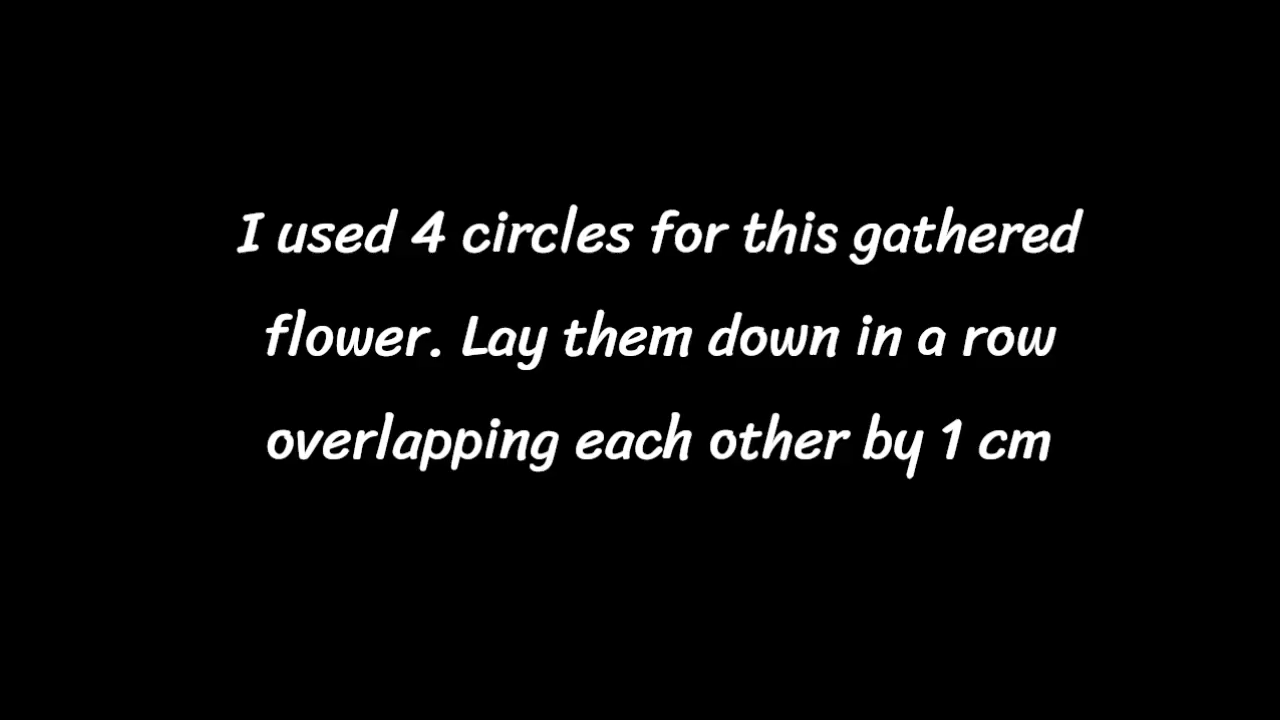 I used 4 circles for this gathered
flower. Lay them down in a row
overlapping each other by 1 cm